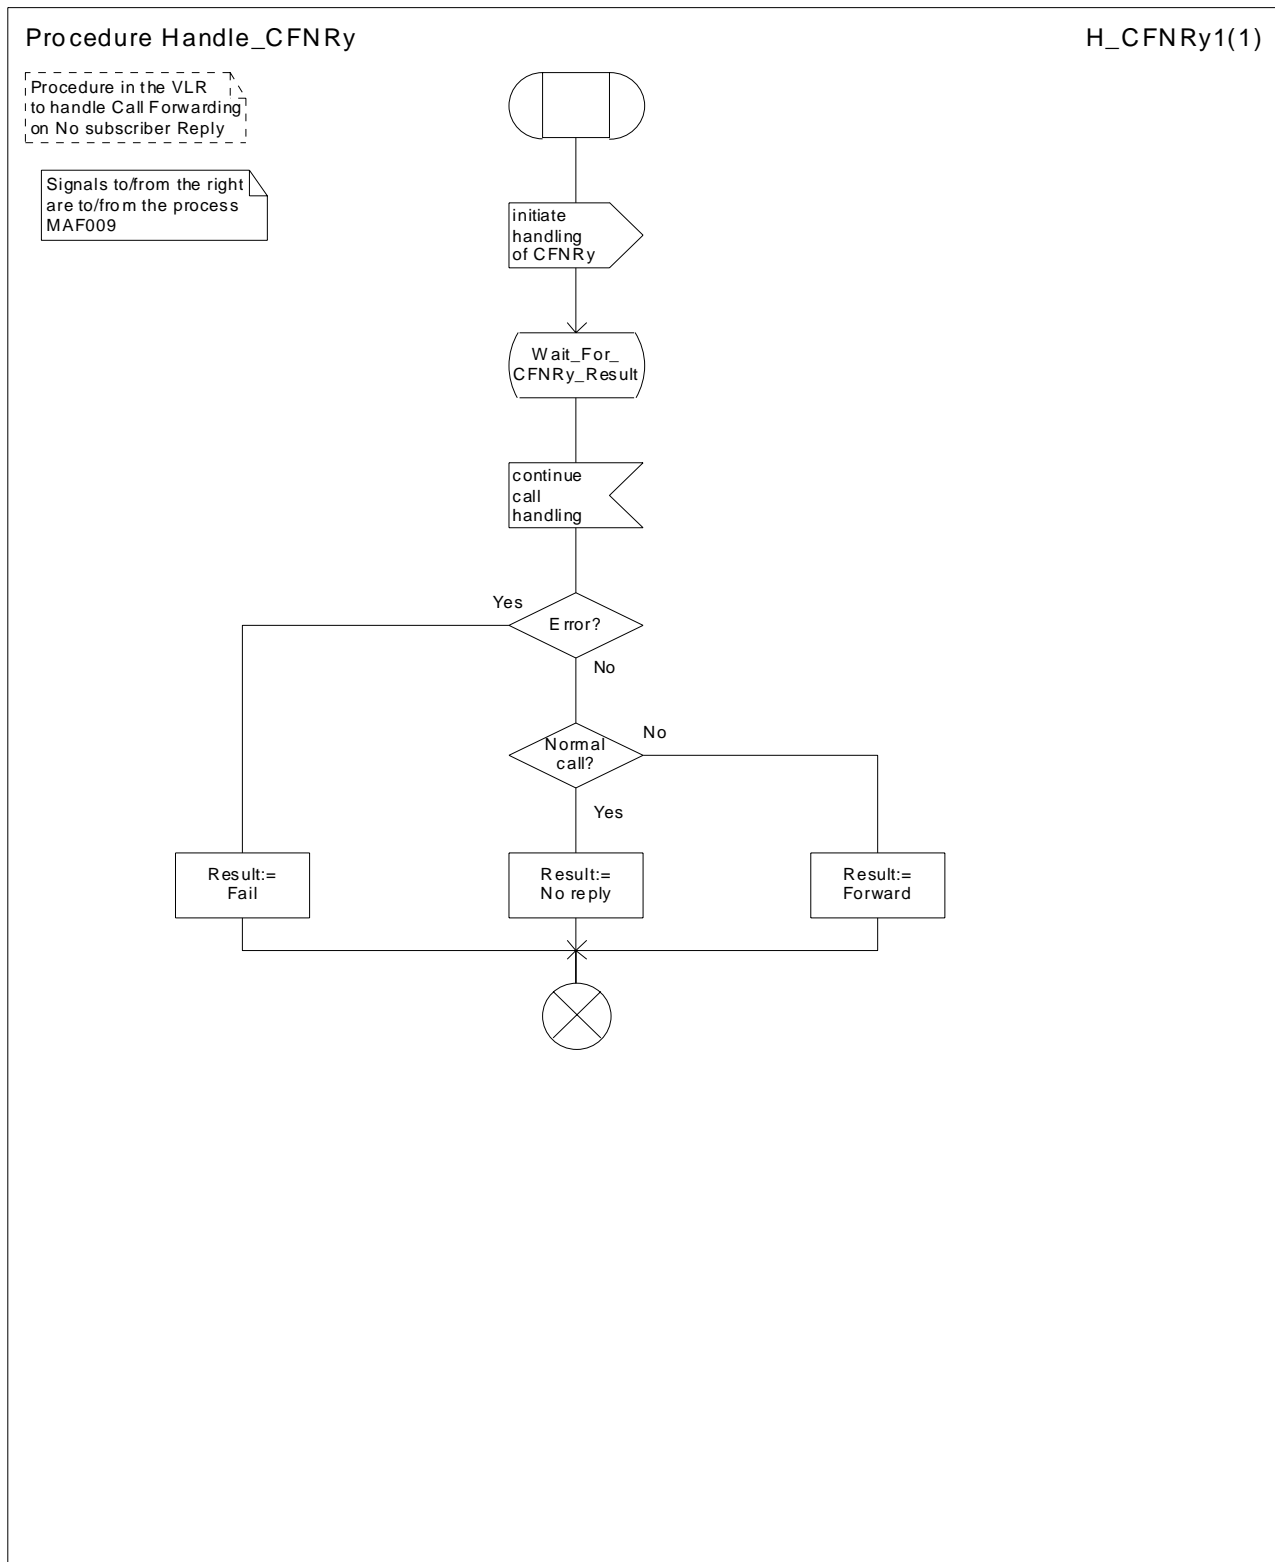 Procedure Handle_CFNRy
H_CFNRy1(1)
Procedure in the VLR
to handle Call Forwarding
on No subscriber Reply
Signals to/from the right
are to/from the process
MAF009
initiate
handling
of CFNRy
Wait_For_
CFNRy_Result
continue
call
handling
Yes
Error?
No
Normal
call?
No
Yes
Result:=
Fail
Result:=
No reply
Result:=
Forward